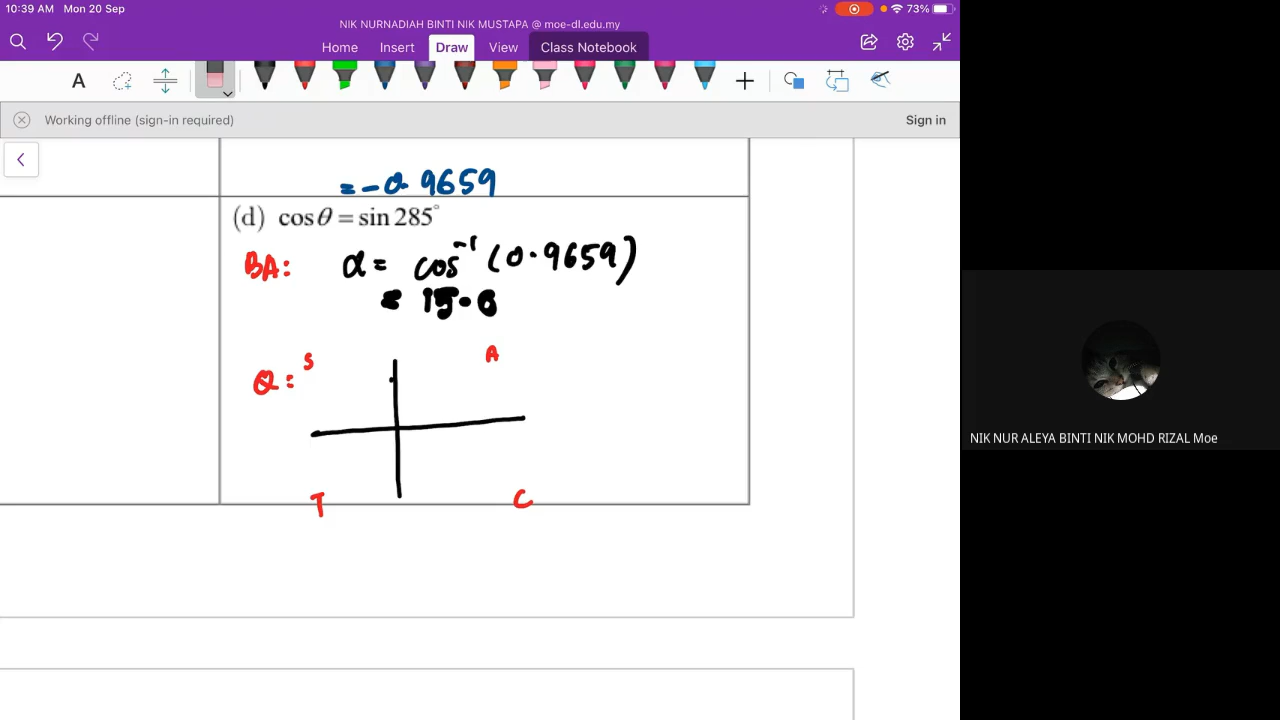 10:39 AM Mon 20 Sep
73%
NIK NURNADIAH BINTI NIK MUSTAPA @ moe-dl.edu.my
Home Insert Draw View Class Notebook
A
Working offline (sign-in required)
Sign in
= -0.9659
(d) cosθ = sin 285°
BA: α = cos⁻¹ (0.9659)
= 15.0
S
A
Q =
T
C
NIK NUR ALEYA BINTI NIK MOHD RIZAL Moe